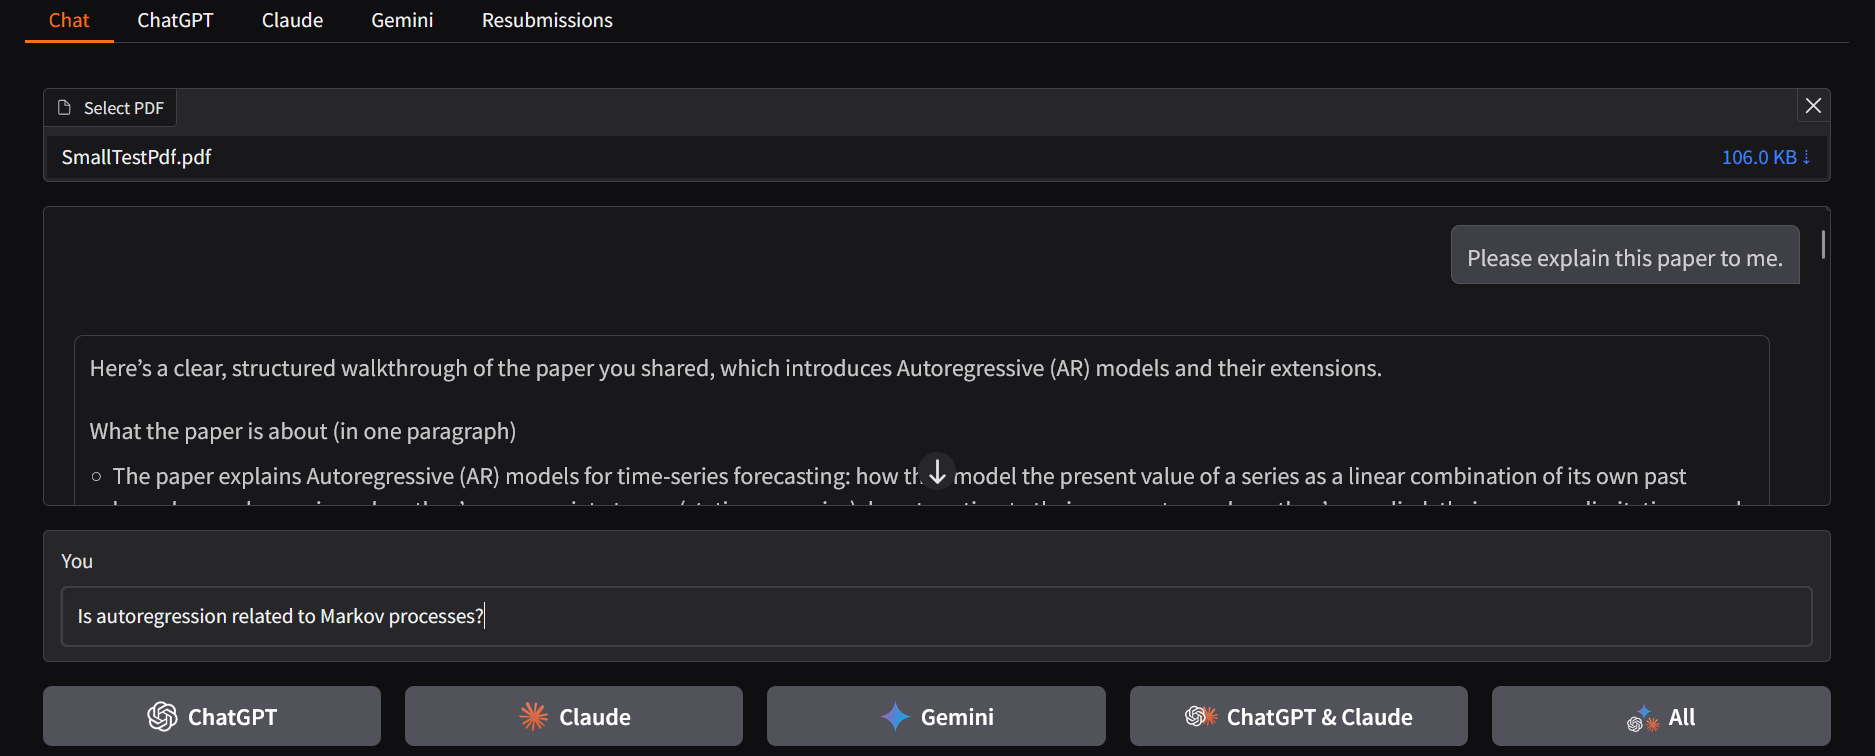 Chat ChatGPT Claude Gemini Resubmissions
Select PDF
SmallTestPdf.pdf 106.0 KB ↓
Please explain this paper to me.
Here’s a clear, structured walkthrough of the paper you shared, which introduces Autoregressive (AR) models and their extensions.
What the paper is about (in one paragraph)
The paper explains Autoregressive (AR) models for time-series forecasting: how model the present value of a series as a linear combination of its own past
You
Is autoregression related to Markov processes?
ChatGPT Claude Gemini ChatGPT & Claude All